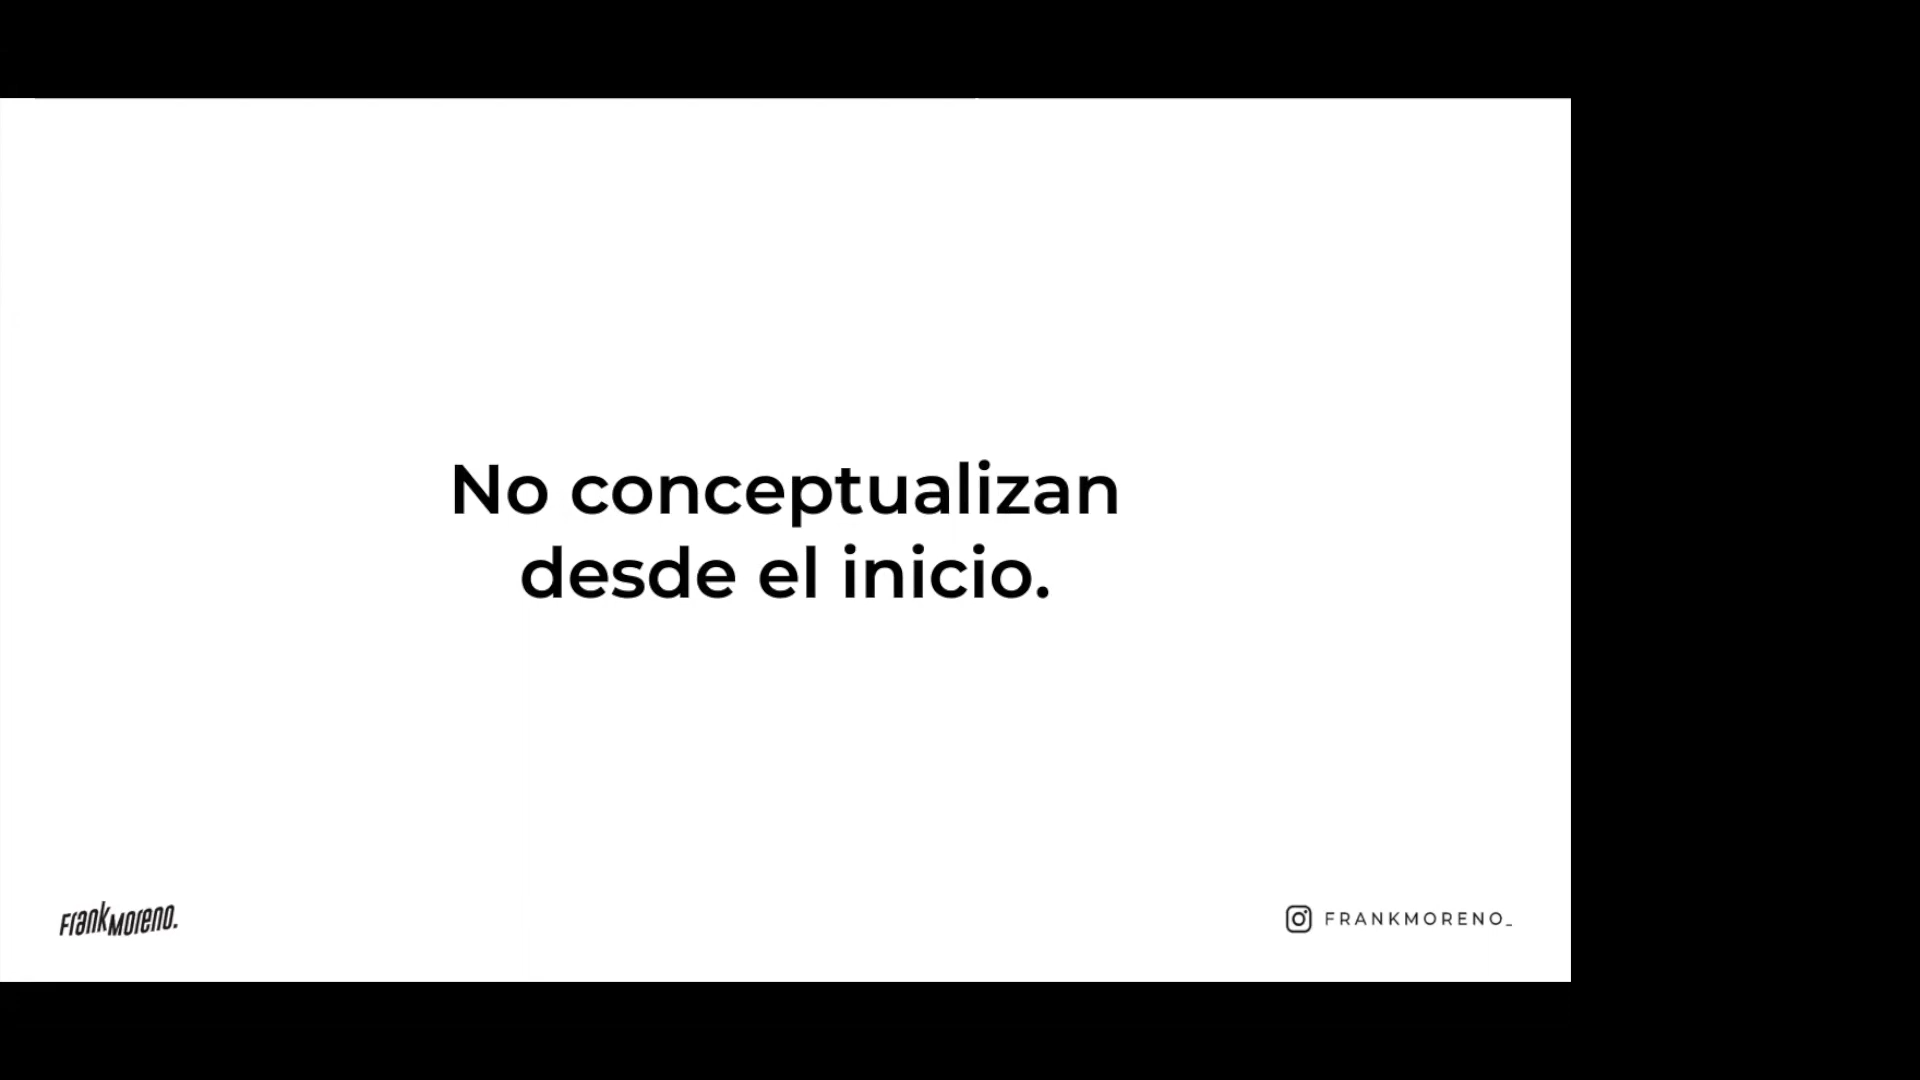 No conceptualizan
desde el inicio.
FrankMoreno.
FRANKMORENO_